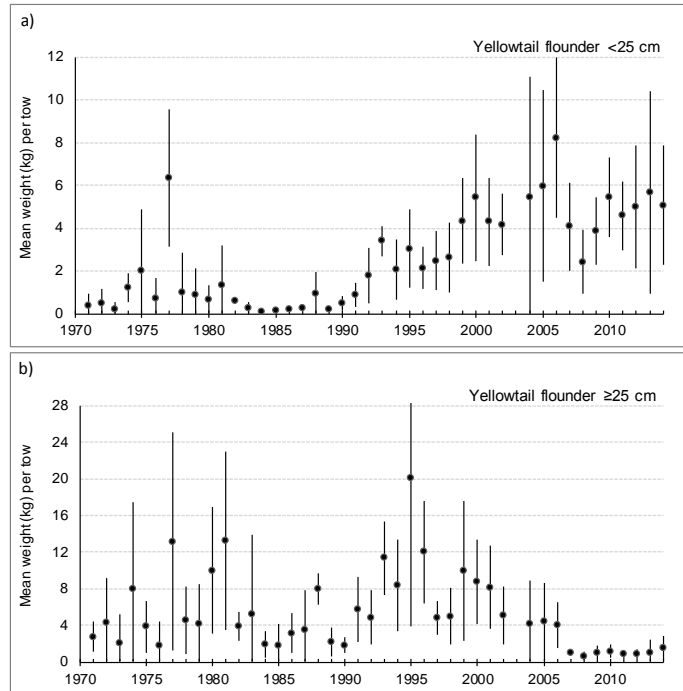 a)
Yellowtail flounder <25 cm
Mean weight (kg) per tow
12
10
8
6
4
2
0
1970 1975 1980 1985 1990 1995 2000 2005 2010
b)
Yellowtail flounder ≥25 cm
Mean weight (kg) per tow
28
24
20
16
12
8
4
0
1970 1975 1980 1985 1990 1995 2000 2005 2010